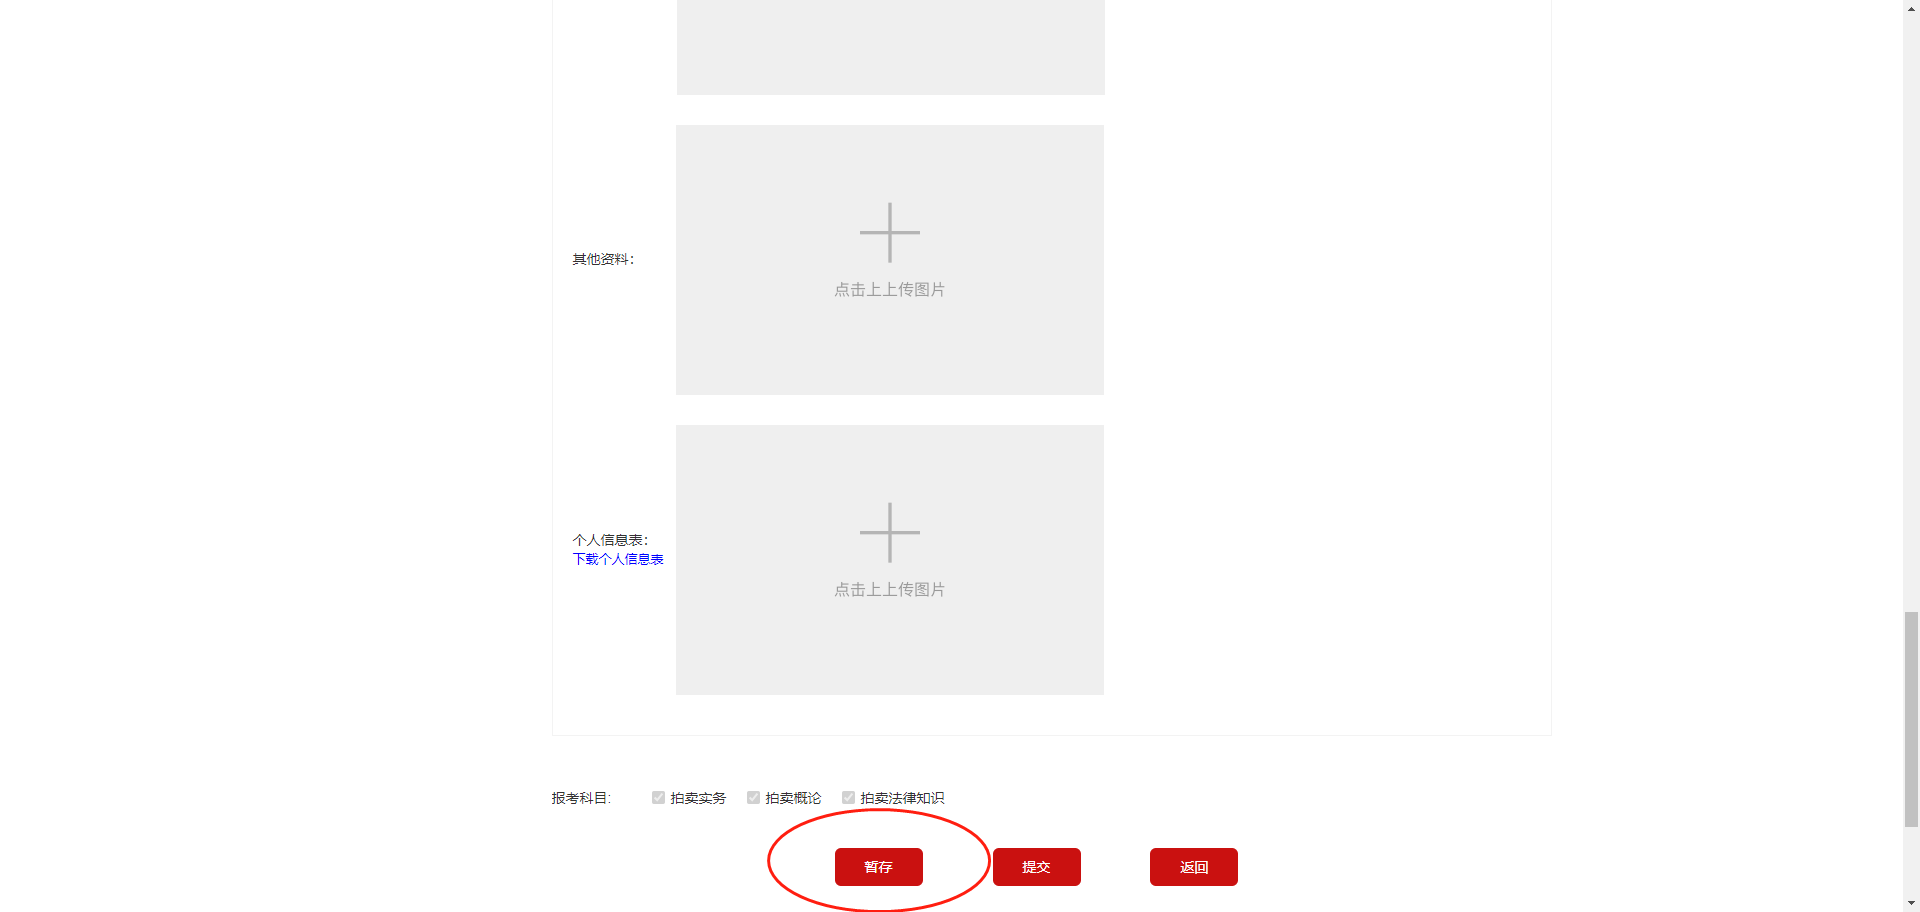 其他资料：
点击上上传图片
个人信息表：
下载个人信息表
点击上上传图片
报考科目: 拍卖实务 拍卖概论 拍卖法律知识
暂存 提交 返回